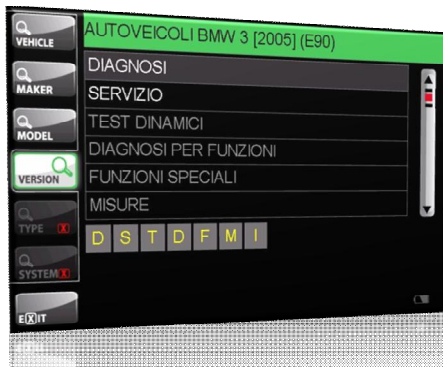 AUTOVEICOLI BMW 3 [2005] (E90)
VEHICLE
MAKER
MODEL
VERSION
TYPE [X]
SYSTEM [X]
E[X]IT
DIAGNOSI
SERVIZIO
TEST DINAMICI
DIAGNOSI PER FUNZIONI
FUNZIONI SPECIALI
MISURE
D S T D F M I